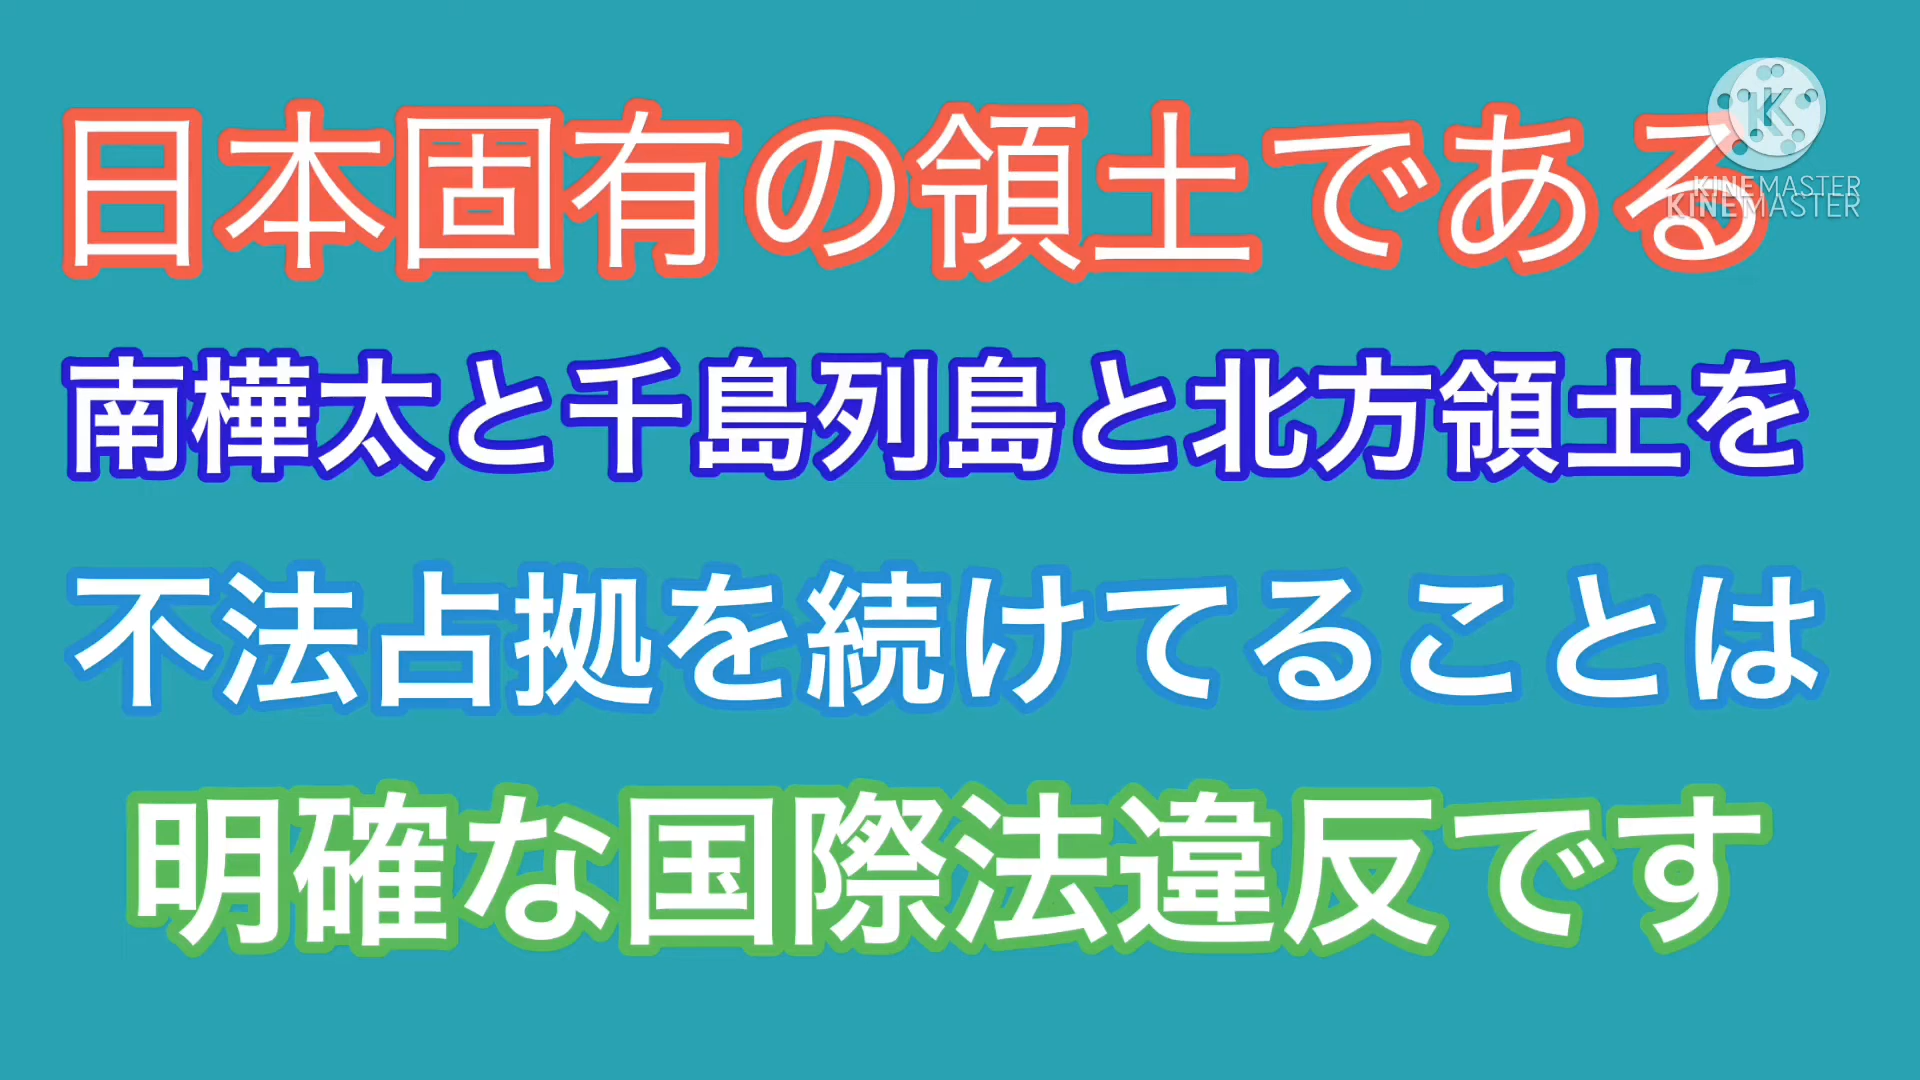 日本固有の領土である
KINEMASTER
KINEMASTER
南樺太と千島列島と北方領土を
不法占拠を続けてることは
明確な国際法違反です